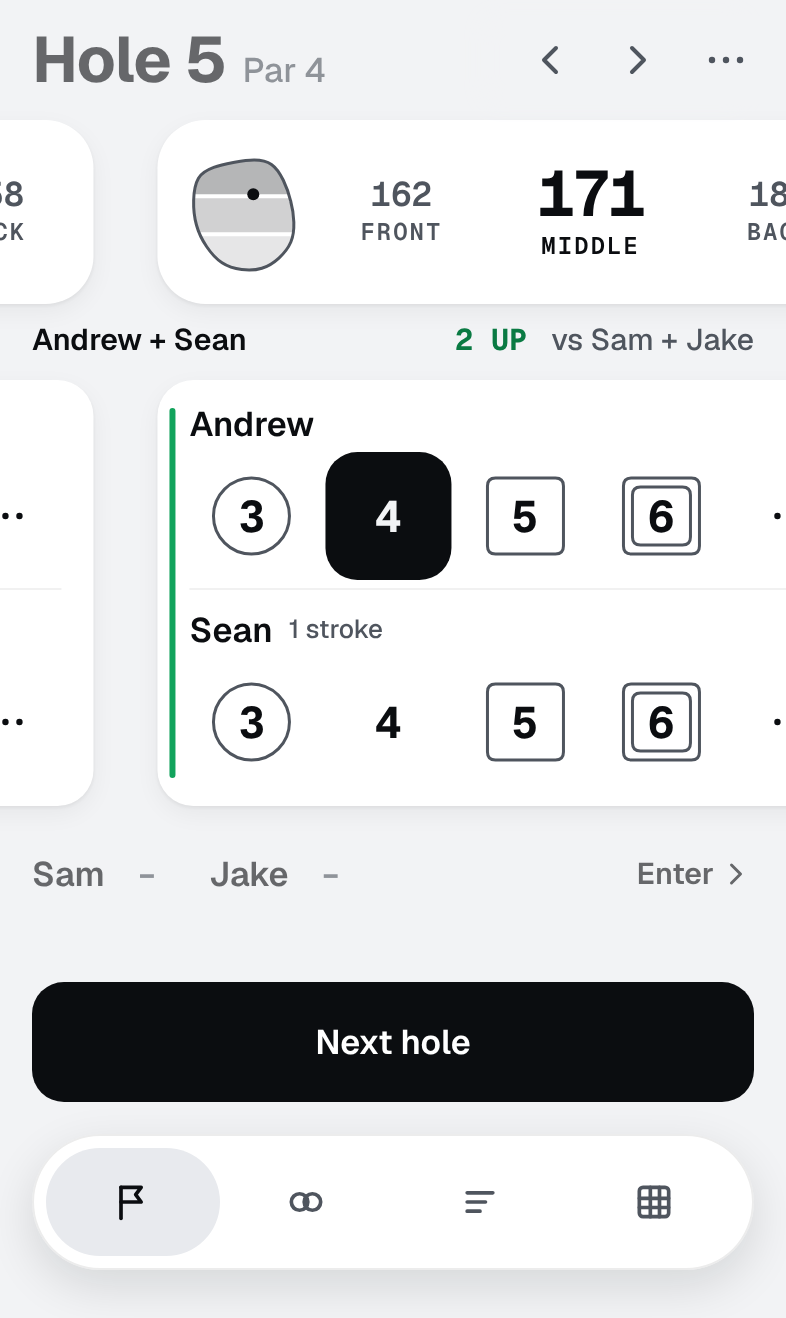 Hole 5 Par 4
162 171
FRONT MIDDLE
Andrew + Sean 2 UP vs Sam + Jake
Andrew
3 4 5 6
Sean 1 stroke
3 4 5 6
Sam – Jake – Enter
Next hole